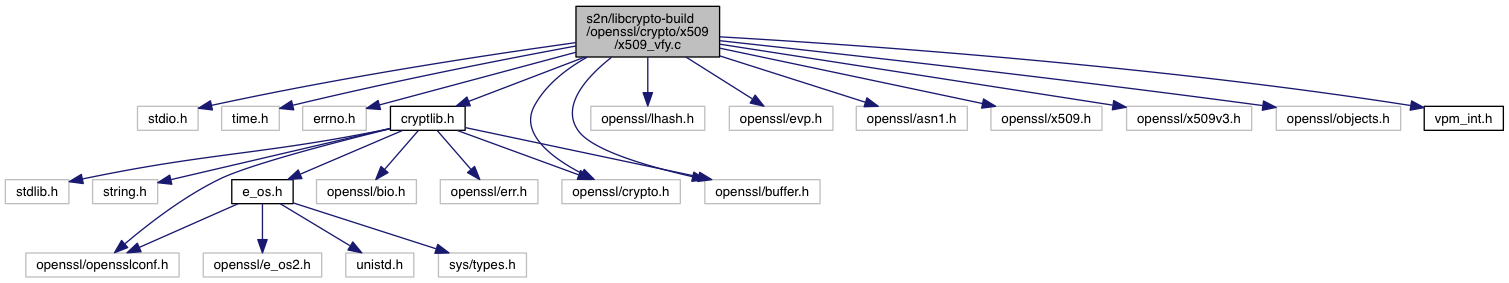 s2n/libcrypto-build
/openssl/crypto/x509
/x509_vfy.c
stdio.h
time.h
errno.h
cryptlib.h
openssl/lhash.h
openssl/evp.h
openssl/asn1.h
openssl/x509.h
openssl/x509v3.h
openssl/objects.h
vpm_int.h
stdlib.h
string.h
e_os.h
openssl/bio.h
openssl/err.h
openssl/crypto.h
openssl/buffer.h
openssl/opensslconf.h
openssl/e_os2.h
unistd.h
sys/types.h